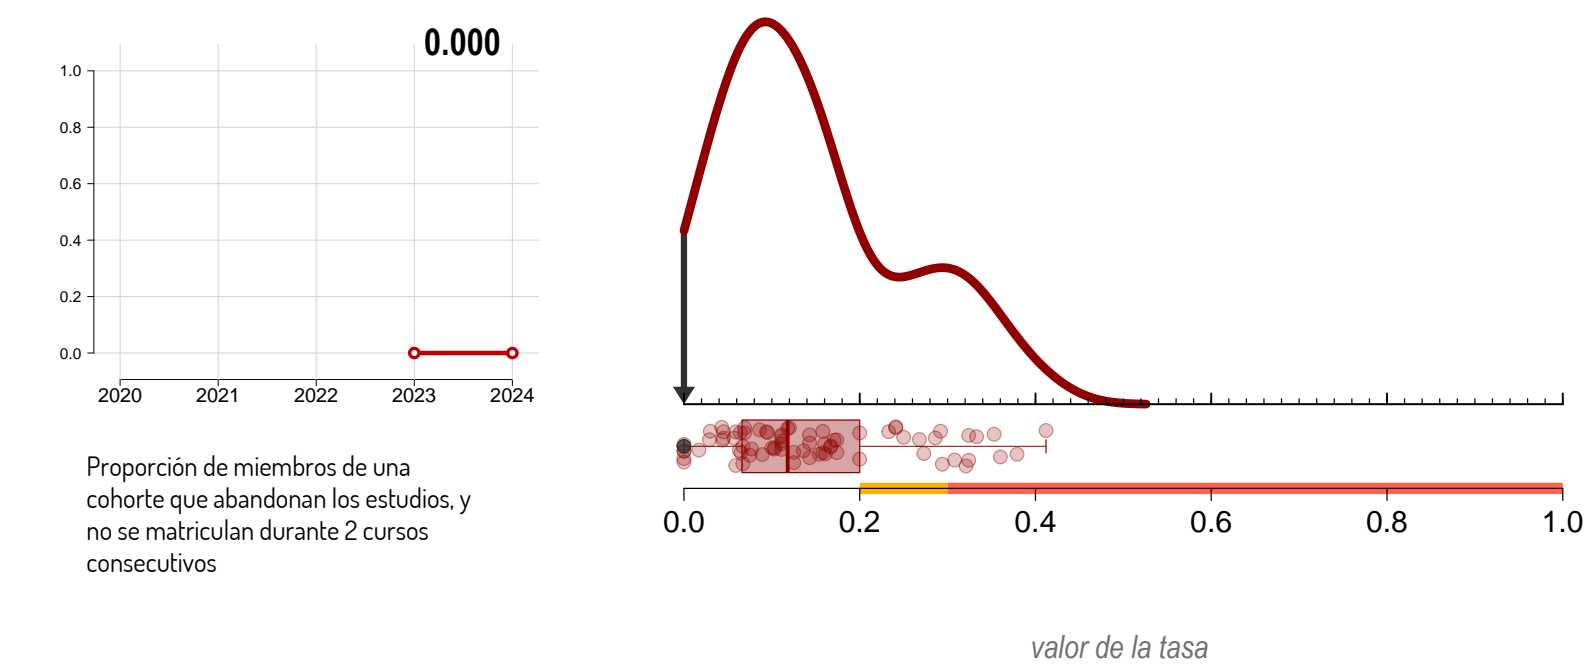 0.000
1.0
0.8
0.6
0.4
0.2
0.0
2020 2021 2022 2023 2024
Proporción de miembros de una
cohorte que abandonan los estudios, y
no se matriculan durante 2 cursos
consecutivos
0.0 0.2 0.4 0.6 0.8 1.0
valor de la tasa